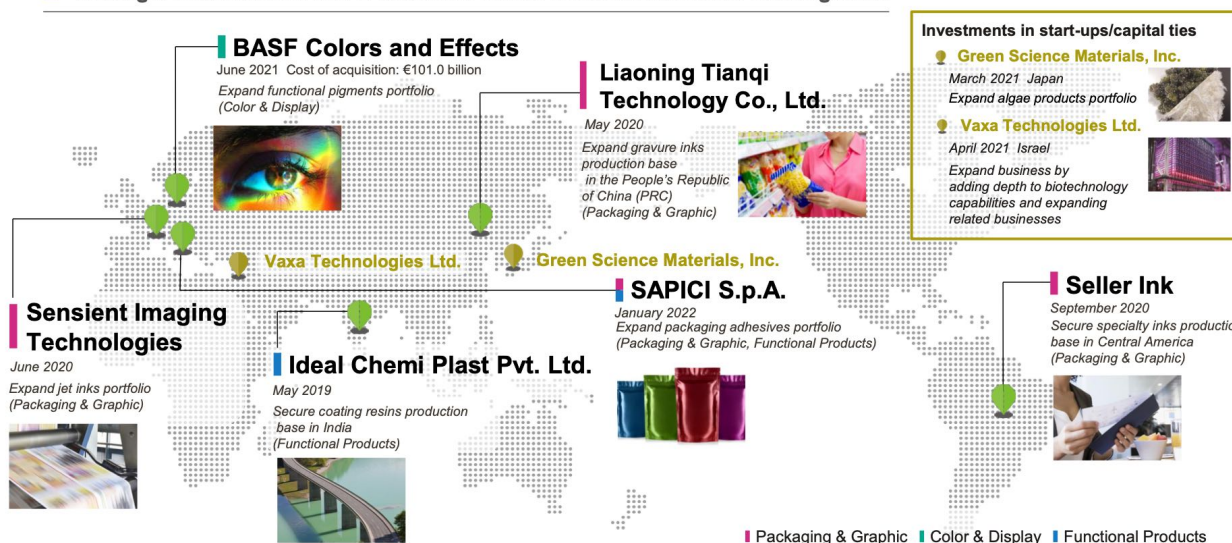 BASF Colors and Effects
June 2021 Cost of acquisition: €101.0 billion
Expand functional pigments portfolio
(Color & Display)
Liaoning Tianqi
Technology Co., Ltd.
May 2020
Expand gravure inks
production base
in the People's Republic
of China (PRC)
(Packaging & Graphic)
Investments in start-ups/capital ties
Green Science Materials, Inc.
March 2021 Japan
Expand algae products portfolio
Vaxa Technologies Ltd.
April 2021 Israel
Expand business by
adding depth to biotechnology
capabilities and expanding
related businesses
Vaxa Technologies Ltd.
Green Science Materials, Inc.
Sensient Imaging
Technologies
June 2020
Expand jet inks portfolio
(Packaging & Graphic)
Ideal Chemi Plast Pvt. Ltd.
May 2019
Secure coating resins production
base in India
(Functional Products)
SAPICI S.p.A.
January 2022
Expand packaging adhesives portfolio
(Packaging & Graphic, Functional Products)
Seller Ink
September 2020
Secure specialty inks productio
base in Central America
(Packaging & Graphic)
Packaging & Graphic Color & Display Functional Products